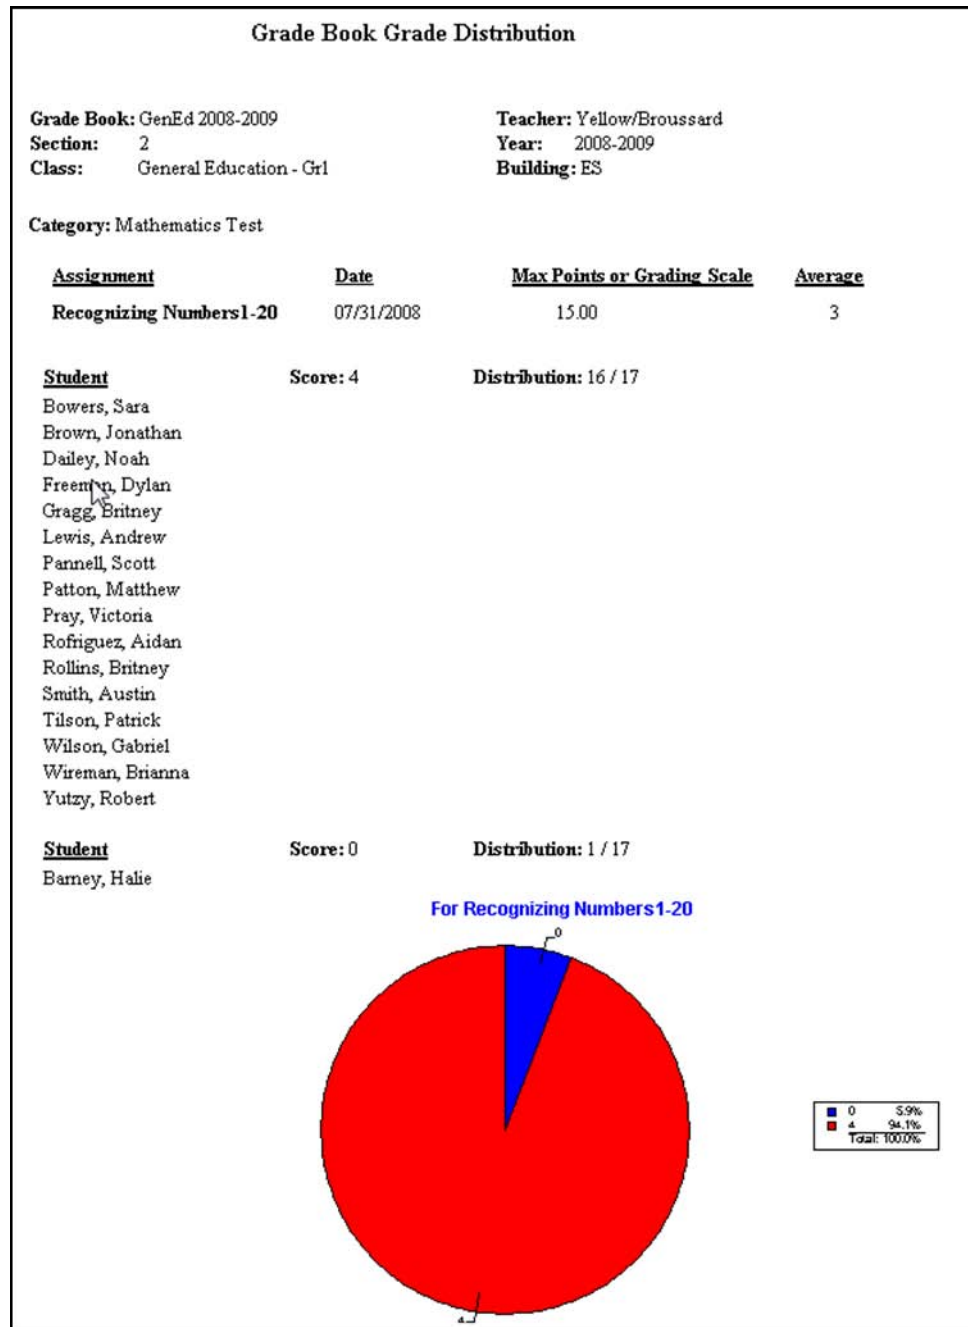 Grade Book Grade Distribution
Grade Book: GenEd 2008-2009 Teacher: Yellow/Broussard
Section: 2 Year: 2008-2009
Class: General Education - Gr1 Building: ES
Category: Mathematics Test
Assignment Date Max Points or Grading Scale Average
Recognizing Numbers1-20 07/31/2008 15.00 3
Student Score: 4 Distribution: 16 / 17
Bowers, Sara
Brown, Jonathan
Dailey, Noah
Freeman, Dylan
Gragg, Britney
Lewis, Andrew
Pannell, Scott
Patton, Matthew
Pray, Victoria
Rofriguez, Aidan
Rollins, Britney
Smith, Austin
Tilson, Patrick
Wilson, Gabriel
Wireman, Brianna
Yutzy, Robert
Student Score: 0 Distribution: 1 / 17
Barney, Halie
For Recognizing Numbers1-20
0
0 5.9%
4 94.1%
Total: 100.0%
4